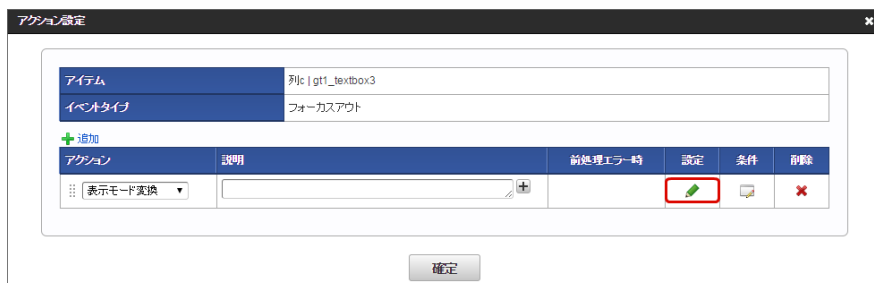 アクション設定
アイテム 列c | gt1_textbox3
イベントタイプ フォーカスアウト
追加
アクション 説明 前処理エラー時 設定 条件 削除
表示モード変換
確定